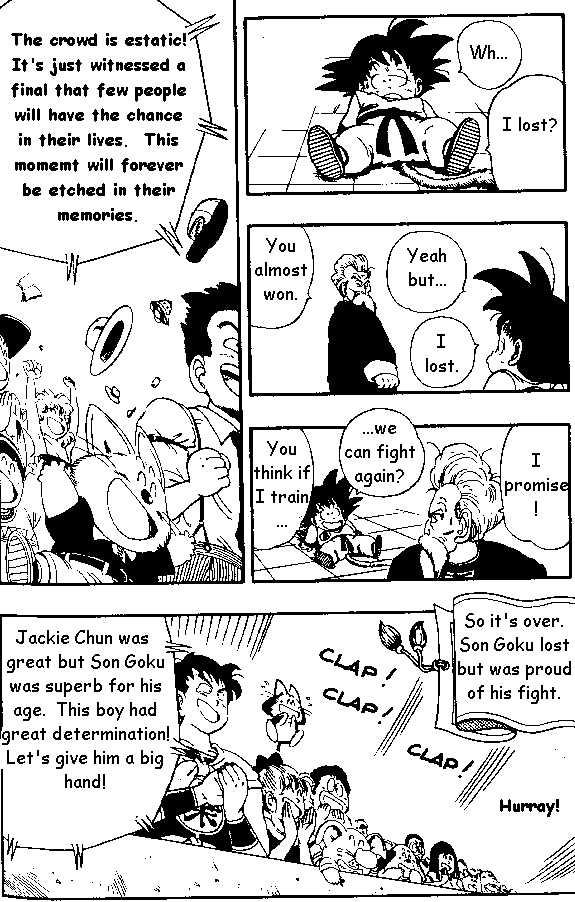 The crowd is estatic!
It's just witnessed a
final that few people
will have the chance
in their lives. This
momemt will forever
be etched in their
memories.
Wh...
I lost?
You
almost
won.
Yeah
but...
I
lost.
You
think if
I train
...
...we
can fight
again?
I
promise
!
Jackie Chun was
great but Son Goku
was superb for his
age. This boy had
great determination!
Let's give him a big
hand!
CLAP!
CLAP!
CLAP!
Hurray!
So it's over.
Son Goku lost
but was proud
of his fight.